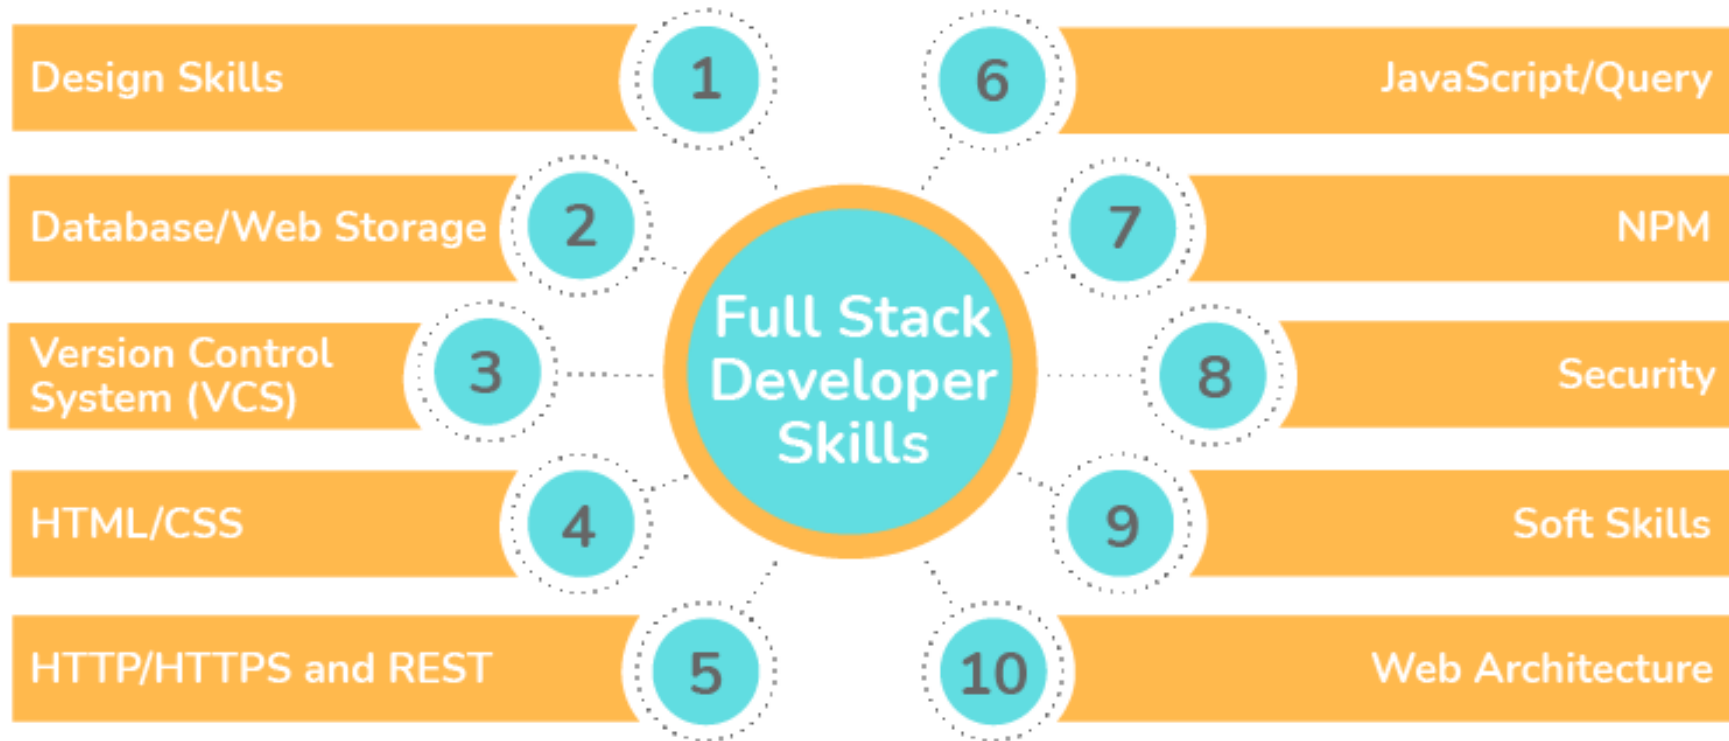 Design Skills
1
Database/Web Storage
2
Version Control
System (VCS)
3
HTML/CSS
4
HTTP/HTTPS and REST
5
Full Stack
Developer
Skills
6
JavaScript/Query
7
NPM
8
Security
9
Soft Skills
10
Web Architecture